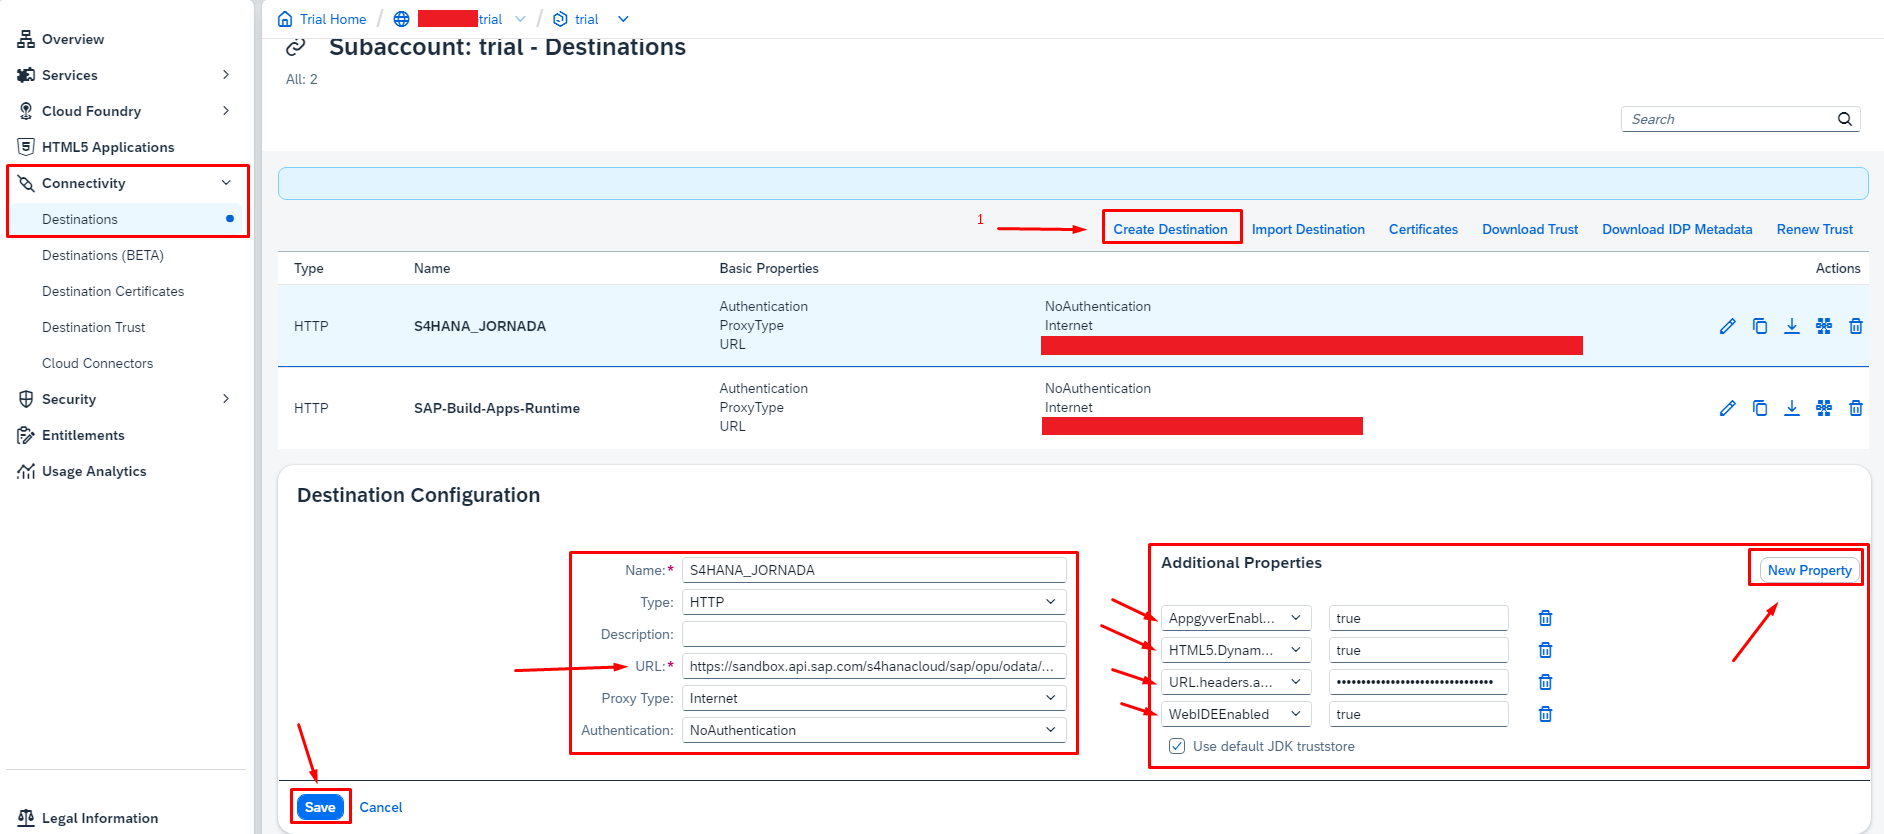 Trial Home / trial / trial
Subaccount: trial - Destinations
All: 2
Overview
Services
Cloud Foundry
HTML5 Applications
Connectivity
Destinations
Destinations (BETA)
Destination Certificates
Destination Trust
Cloud Connectors
Security
Entitlements
Usage Analytics
Legal Information
Search
1
Create Destination Import Destination Certificates Download Trust Download IDP Metadata Renew Trust
Type Name Basic Properties Actions
HTTP S4HANA_JORNADA
Authentication NoAuthentication
ProxyType Internet
URL
HTTP SAP-Build-Apps-Runtime
Authentication NoAuthentication
ProxyType Internet
URL
Destination Configuration
Name:* S4HANA_JORNADA
Type: HTTP
Description:
URL:* https://sandbox.api.sap.com/s4hanacloud/sap/opu/odata/...
Proxy Type: Internet
Authentication: NoAuthentication
Additional Properties
New Property
AppgyverEnabl... true
HTML5.Dynam... true
URL.headers.a... ••••••••••••••••••••••••••••••••
WebIDEEnabled true
Use default JDK truststore
Save Cancel